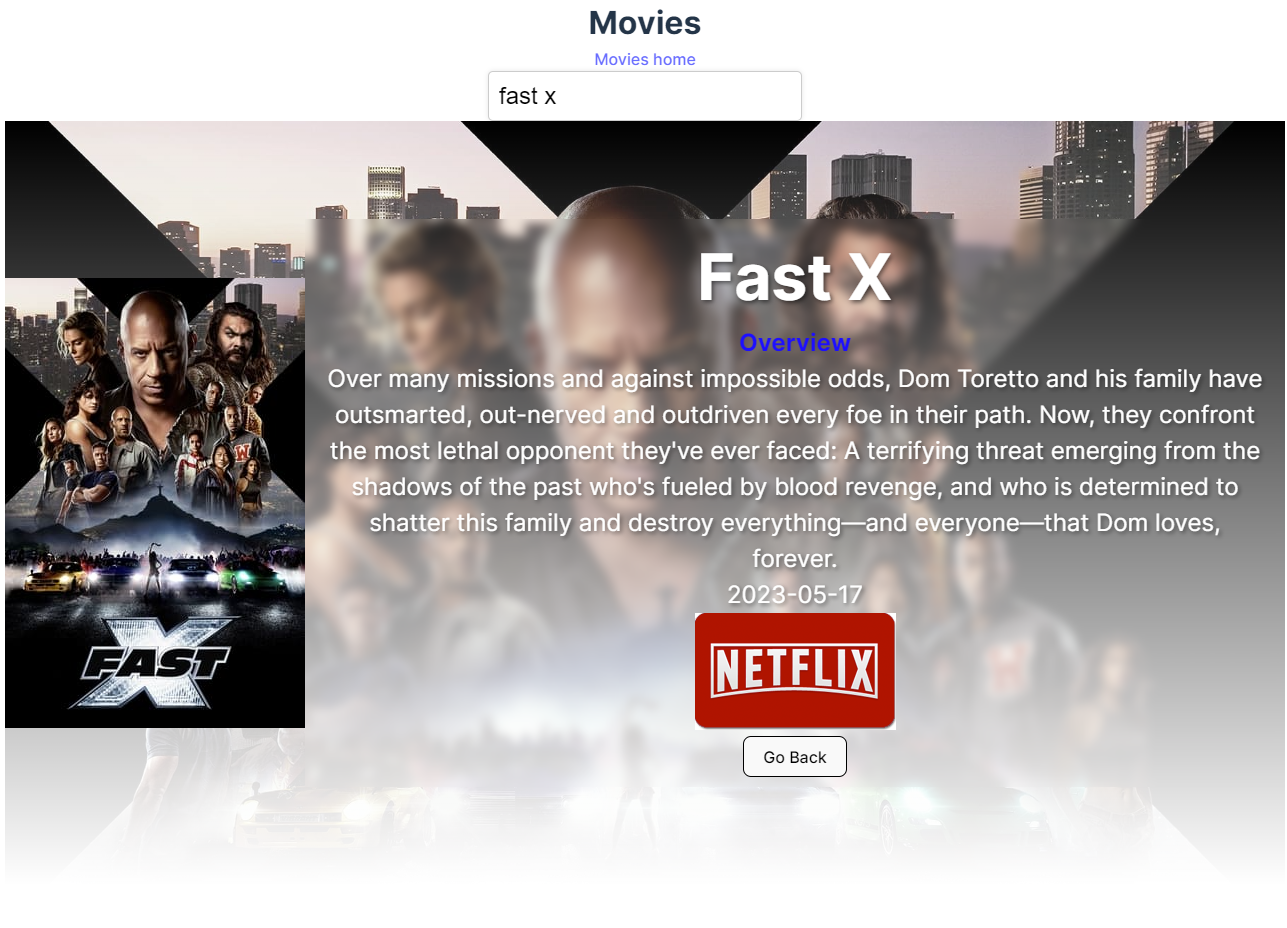 Movies
Movies home
fast x
Fast X
Overview
Over many missions and against impossible odds, Dom Toretto and his family have
outsmarted, out-nerved and outdriven every foe in their path. Now, they confront
the most lethal opponent they've ever faced: A terrifying threat emerging from the
shadows of the past who's fueled by blood revenge, and who is determined to
shatter this family and destroy everything—and everyone—that Dom loves,
forever.
2023-05-17
W
FAST X
NETFLIX
Go Back